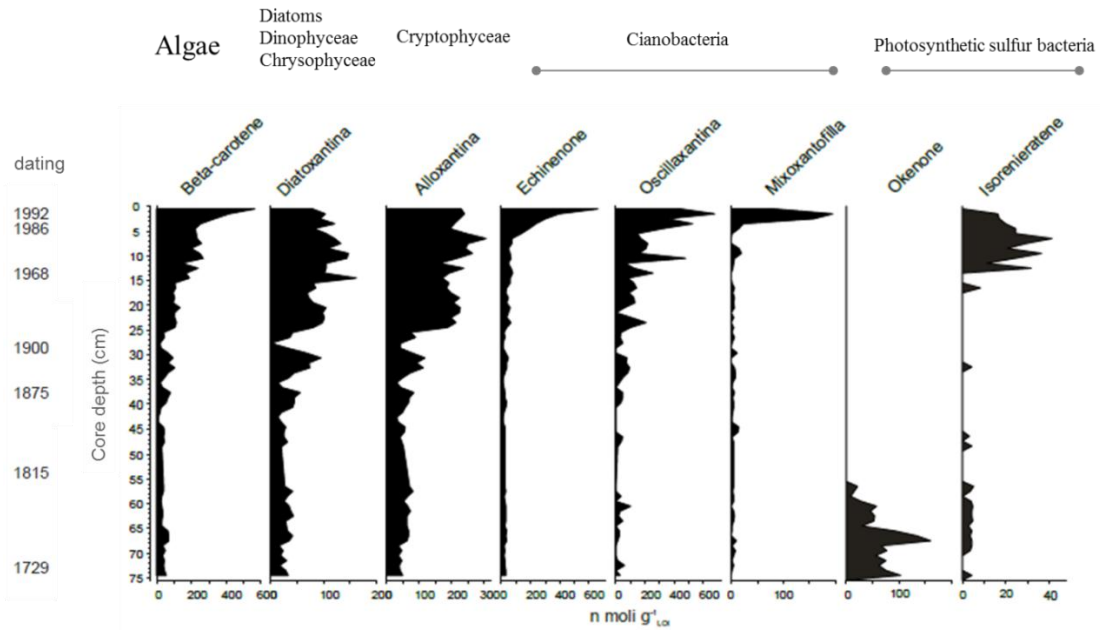 Algae
Diatoms
Dinophyceae
Chrysophyceae
Cryptophyceae
Cianobacteria
Photosynthetic sulfur bacteria
dating
Beta-carotene
Diatoxantina
Alloxantina
Echinenone
Oscillaxantina
Mixoxantofilla
Okenone
Isorenieratene
1992
1986
1968
1900
1875
1815
1729
Core depth (cm)
0
5
10
15
20
25
30
35
40
45
50
55
60
65
70
75
0 200 400 600
100 200
0 100 200 300
0 200 400 600
0 200 400 600
0 100
0 100
0 20 40
n moli g⁻¹ LOI